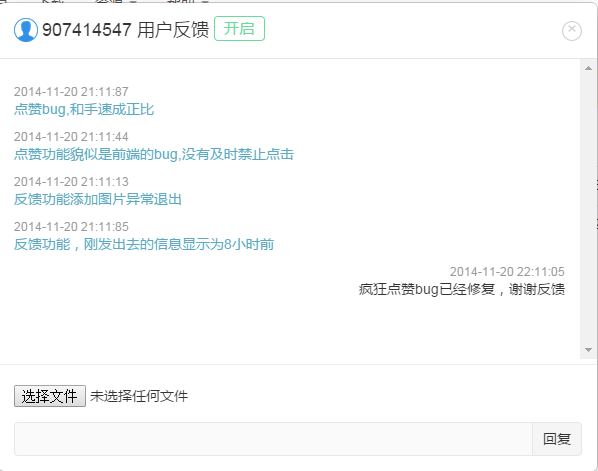 907414547 用户反馈 开启
2014-11-20 21:11:87
点赞bug,和手速成正比
2014-11-20 21:11:44
点赞功能貌似是前端的bug,没有及时禁止点击
2014-11-20 21:11:13
反馈功能添加图片异常退出
2014-11-20 21:11:85
反馈功能，刚发出去的信息显示为8小时前
2014-11-20 22:11:05
疯狂点赞bug已经修复，谢谢反馈
选择文件 未选择任何文件
回复